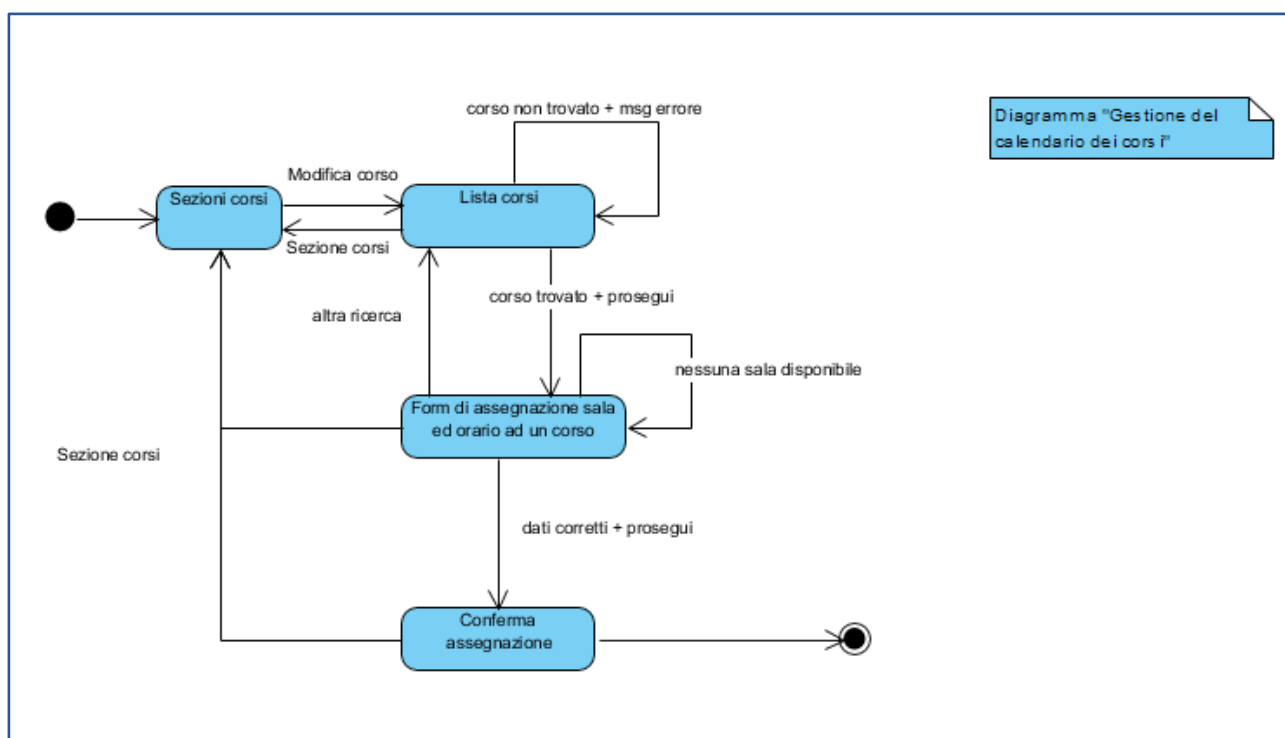 corso non trovato + msg errore
Diagramma "Gestione del
calendario dei corsi"
Modifica corso
Sezioni corsi
Lista corsi
Sezione corsi
corso trovato + prosegui
altra ricerca
nessuna sala disponibile
Form di assegnazione sala
ed orario ad un corso
Sezione corsi
dati corretti + prosegui
Conferma
assegnazione